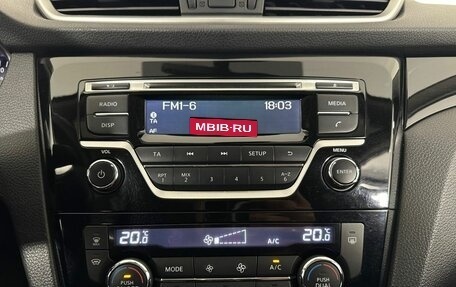 RADIO
FM1-6
18:03
MEDIA
TA
AF
DISP
MBIB-RU
VOL
TA
SETUP
MENU
RPT
1
MIX
2
3
4
5
A-Z
6
ENTER
20.0
A/C
20.0
MODE
A/C
PUSH
PUSH
DUAL